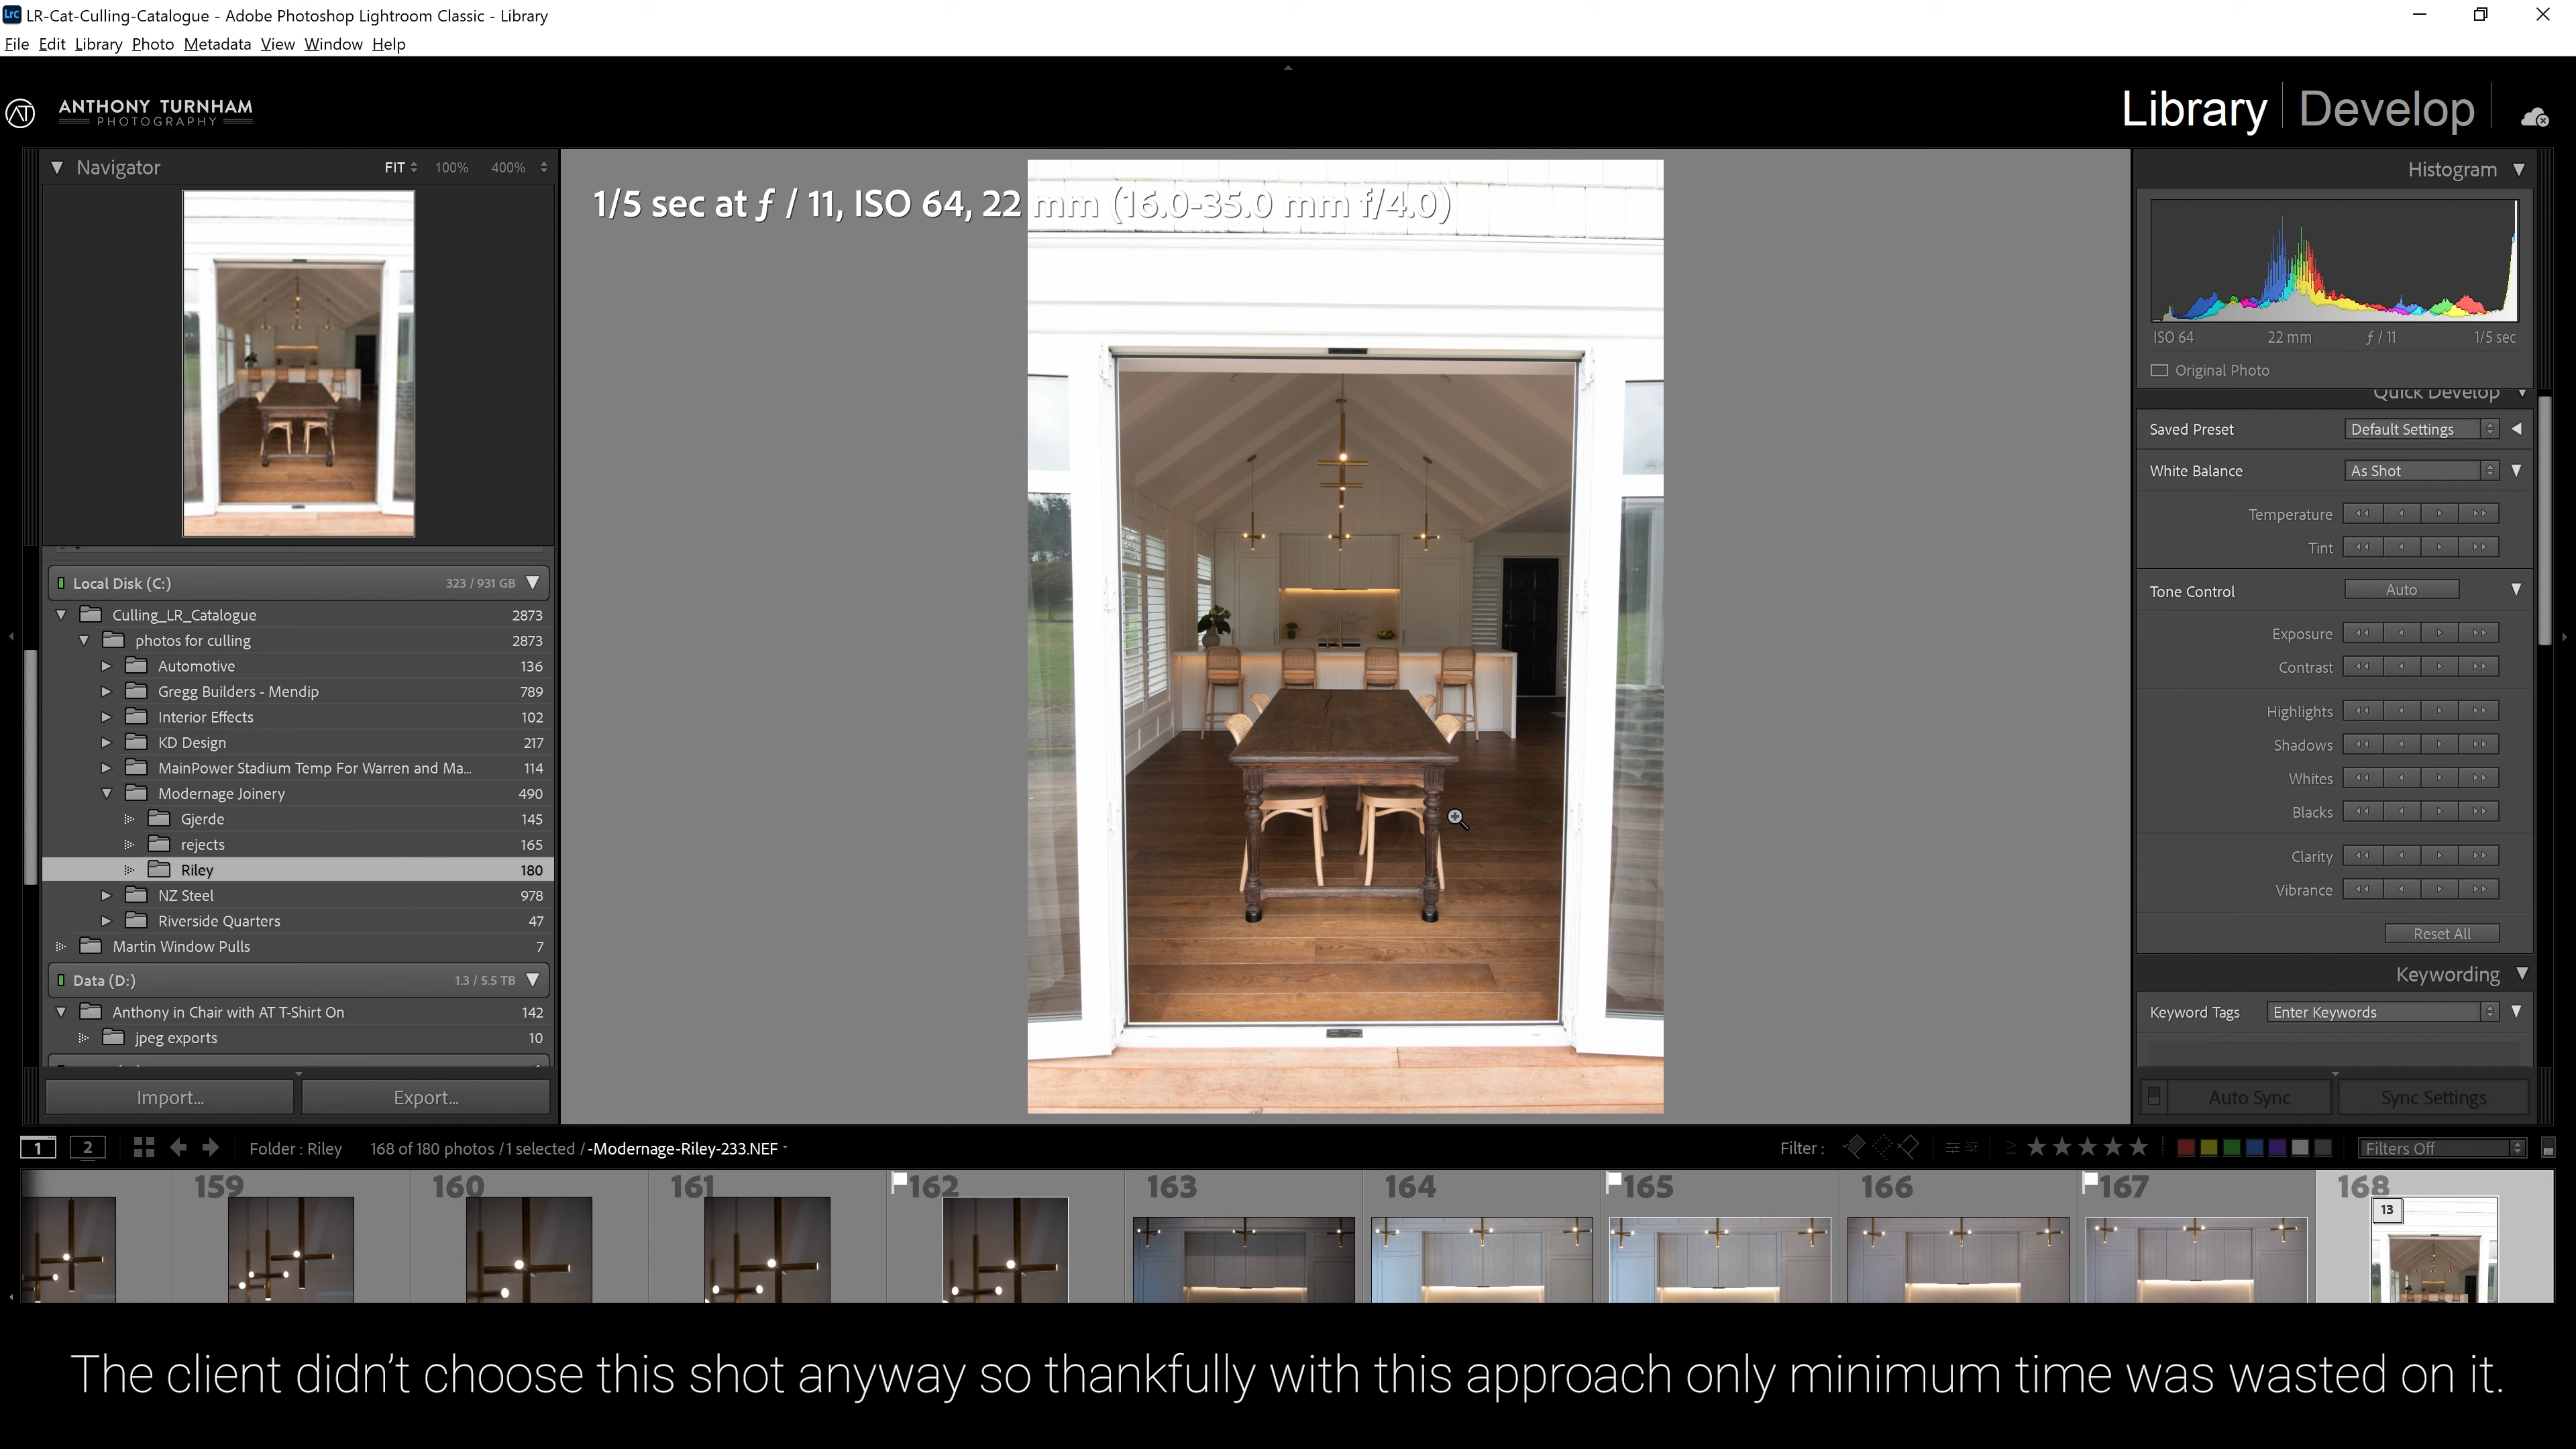 LR-Cat-Culling-Catalogue - Adobe Photoshop Lightroom Classic - Library
File Edit Library Photo Metadata View Window Help
AT ANTHONY TURNHAM
PHOTOGRAPHY
Library Develop
Navigator FIT 100% 400%
1/5 sec at ƒ / 11, ISO 64, 22 mm (16.0-35.0 mm f/4.0)
Histogram
ISO 64 22 mm ƒ / 11 1/5 sec
Original Photo
Quick Develop
Saved Preset Default Settings
White Balance As Shot
Temperature
Tint
Tone Control Auto
Exposure
Contrast
Highlights
Shadows
Whites
Blacks
Clarity
Vibrance
Reset All
Keywording
Keyword Tags Enter Keywords
Auto Sync Sync Settings
Local Disk (C:) 323 / 931 GB
Culling_LR_Catalogue 2873
photos for culling 2873
Automotive 136
Gregg Builders - Mendip 789
Interior Effects 102
KD Design 217
MainPower Stadium Temp For Warren and Ma... 114
Modernage Joinery 490
Gjerde 145
rejects 165
Riley 180
NZ Steel 978
Riverside Quarters 47
Martin Window Pulls 7
Data (D:) 1.3 / 5.5 TB
Anthony in Chair with AT T-Shirt On 142
jpeg exports 10
Import... Export...
1 2 Folder : Riley 168 of 180 photos / 1 selected / -Modernage-Riley-233.NEF Filter : ≥ ★★★★★ Filters Off
159 160 161 162 163 164 165 166 167 168
13
The client didn't choose this shot anyway so thankfully with this approach only minimum time was wasted on it.